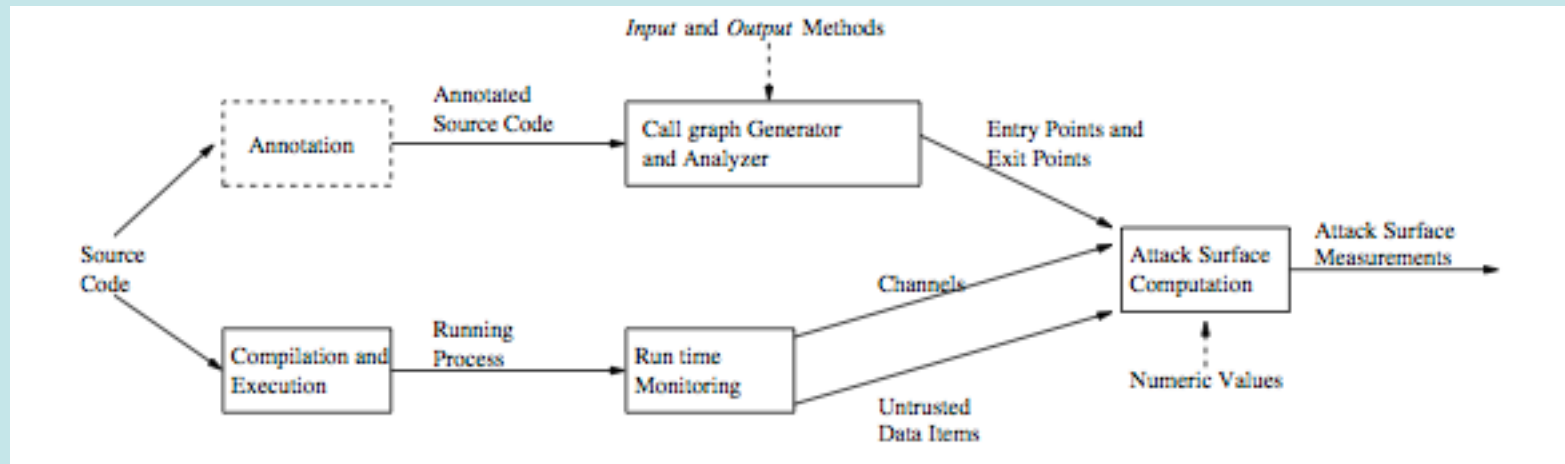 Input and Output Methods
Annotated
Source Code
Annotation
Call graph Generator
and Analyzer
Entry Points and
Exit Points
Source
Code
Attack Surface
Computation
Attack Surface
Measurements
Channels
Compilation and
Execution
Running
Process
Run time
Monitoring
Numeric Values
Untrusted
Data Items